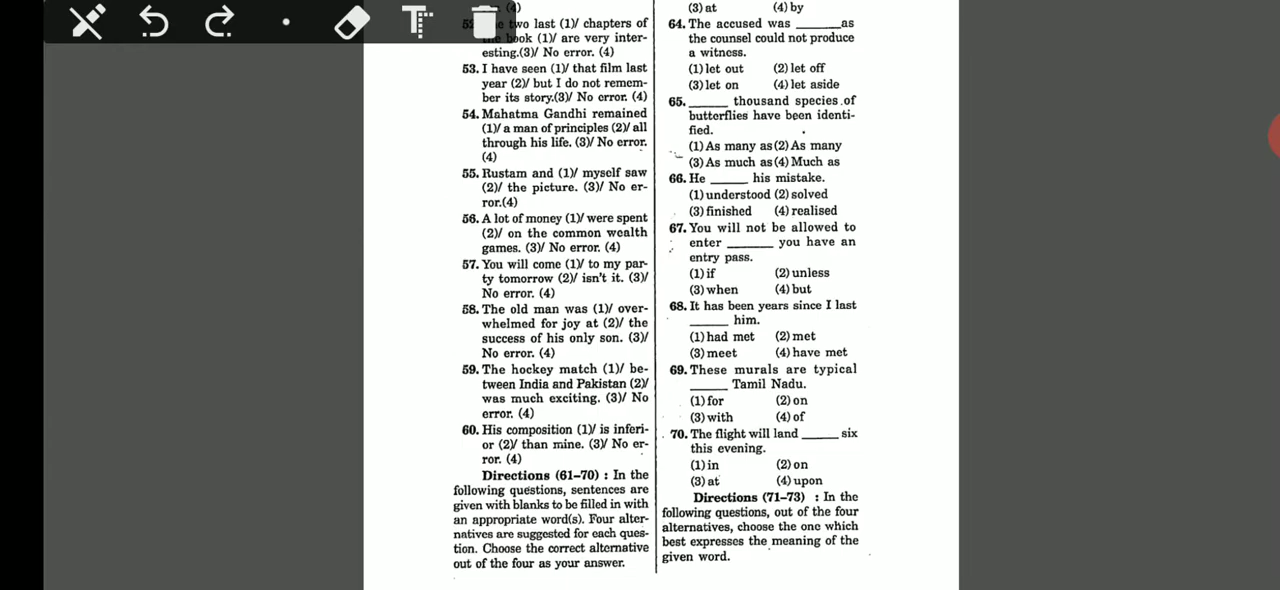 (4)
two last (1)/ chapters of
book (1)/ are very inter-
esting.(3)/ No error. (4)
53. I have seen (1)/ that film last
year (2)/ but I do not remem-
ber its story.(3)/ No error. (4)
54. Mahatma Gandhi remained
(1)/ a man of principles (2)/ all
through his life. (3)/ No error.
(4)
55. Rustam and (1)/ myself saw
(2)/ the picture. (3)/ No er-
ror.(4)
56. A lot of money (1)/ were spent
(2)/ on the common wealth
games. (3)/ No error. (4)
57. You will come (1)/ to my par-
ty tomorrow (2)/ isn't it. (3)/
No error. (4)
58. The old man was (1)/ over-
whelmed for joy at (2)/ the
success of his only son. (3)/
No error. (4)
59. The hockey match (1)/ be-
tween India and Pakistan (2)/
was much exciting. (3)/ No
error. (4)
60. His composition (1)/ is inferi-
or (2)/ than mine. (3)/ No er-
ror. (4)
Directions (61–70) : In the
following questions, sentences are
given with blanks to be filled in with
an appropriate word(s). Four alter-
natives are suggested for each ques-
tion. Choose the correct alternative
out of the four as your answer.
(3) at (4) by
64. The accused was ______as
the counsel could not produce
a witness.
(1) let out (2) let off
(3) let on (4) let aside
65. _____ thousand species of
butterflies have been identi-
fied.
(1) As many as (2) As many
(3) As much as (4) Much as
66. He _____ his mistake.
(1) understood (2) solved
(3) finished (4) realised
67. You will not be allowed to
enter ______ you have an
entry pass.
(1) if (2) unless
(3) when (4) but
68. It has been years since I last
_____ him.
(1) had met (2) met
(3) meet (4) have met
69. These murals are typical
_____ Tamil Nadu.
(1) for (2) on
(3) with (4) of
70. The flight will land _____ six
this evening.
(1) in (2) on
(3) at (4) upon
Directions (71–73) : In the
following questions, out of the four
alternatives, choose the one which
best expresses the meaning of the
given word.